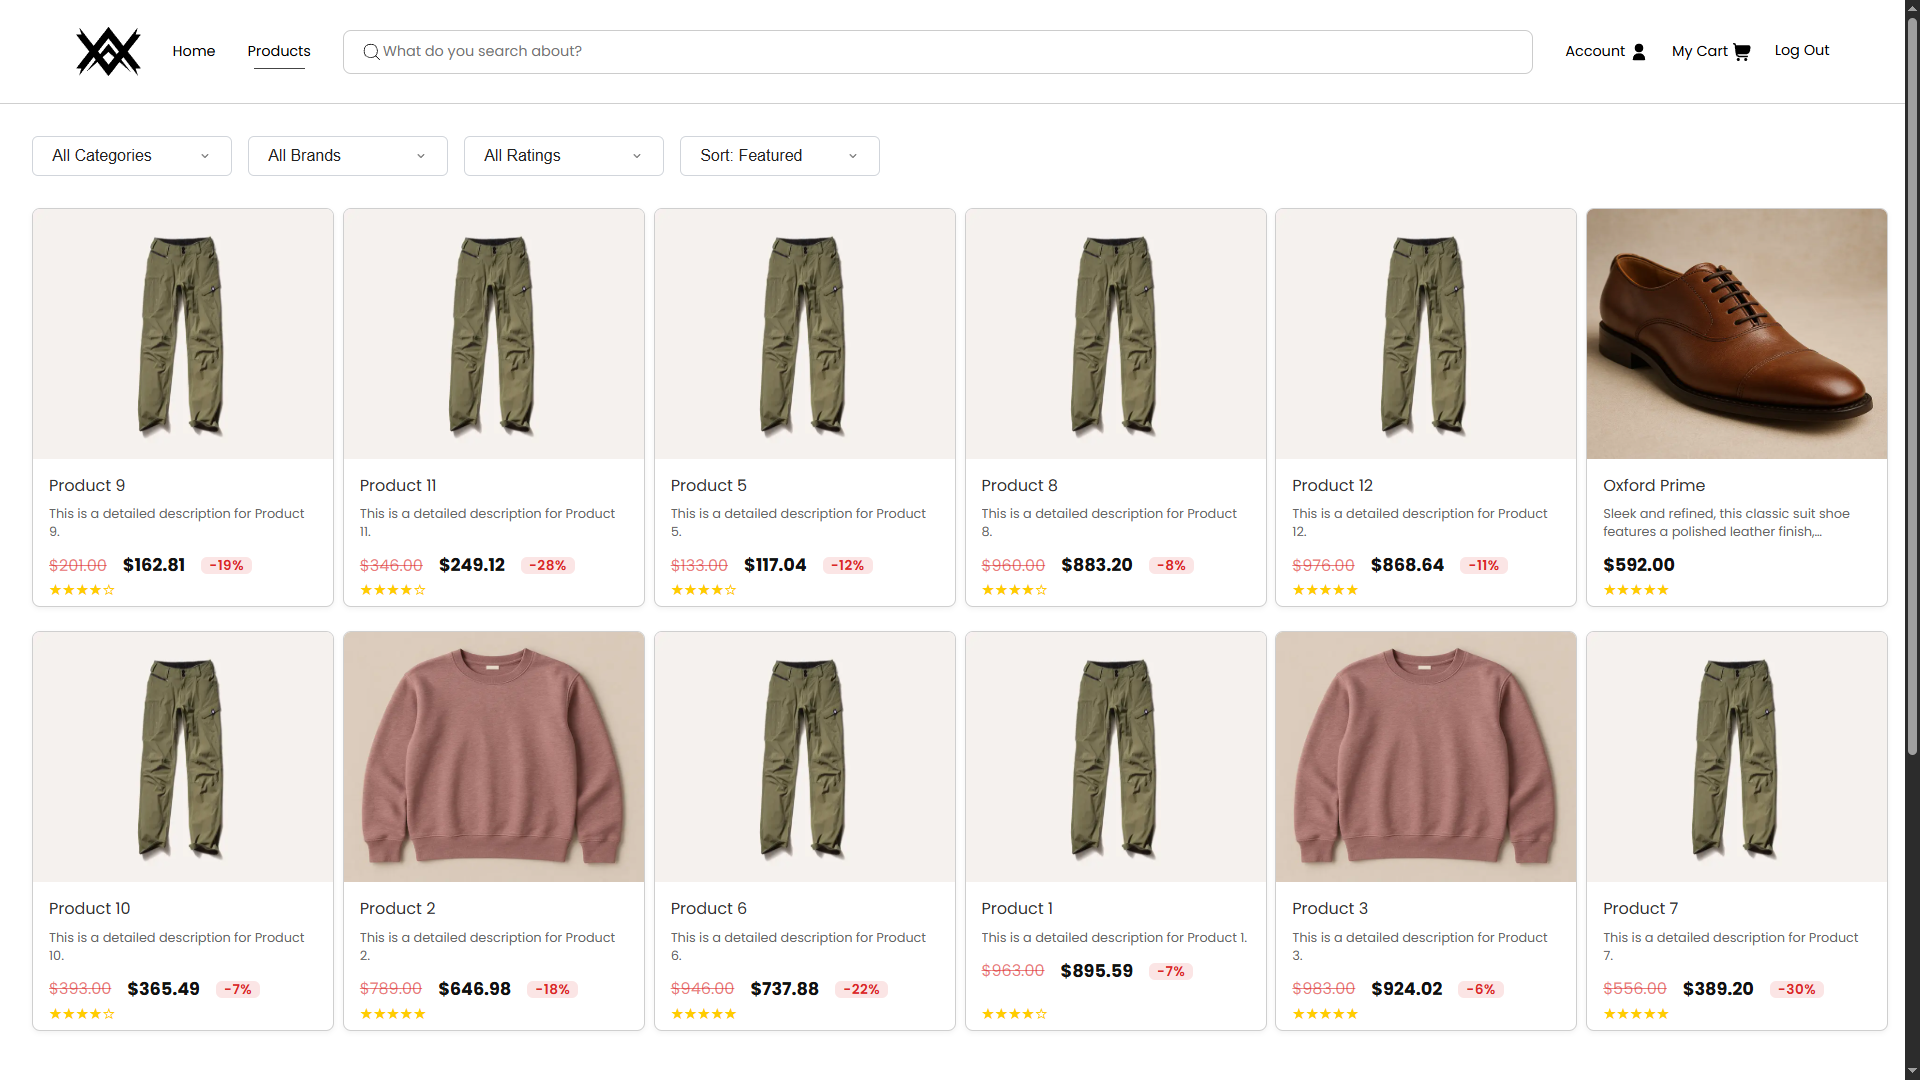 Home
Products
What do you search about?
Account
My Cart
Log Out
All Categories
All Brands
All Ratings
Sort: Featured
Product 9
This is a detailed description for Product
9.
$201.00 $162.81 -19%
★★★★☆
Product 11
This is a detailed description for Product
11.
$346.00 $249.12 -28%
★★★★☆
Product 5
This is a detailed description for Product
5.
$133.00 $117.04 -12%
★★★★☆
Product 8
This is a detailed description for Product
8.
$960.00 $883.20 -8%
★★★★☆
Product 12
This is a detailed description for Product
12.
$976.00 $868.64 -11%
★★★★★
Oxford Prime
Sleek and refined, this classic suit shoe
features a polished leather finish,...
$592.00
★★★★★
Product 10
This is a detailed description for Product
10.
$393.00 $365.49 -7%
★★★★☆
Product 2
This is a detailed description for Product
2.
$789.00 $646.98 -18%
★★★★★
Product 6
This is a detailed description for Product
6.
$946.00 $737.88 -22%
★★★★★
Product 1
This is a detailed description for Product 1.
$963.00 $895.59 -7%
★★★★☆
Product 3
This is a detailed description for Product
3.
$983.00 $924.02 -6%
★★★★★
Product 7
This is a detailed description for Product
7.
$556.00 $389.20 -30%
★★★★★